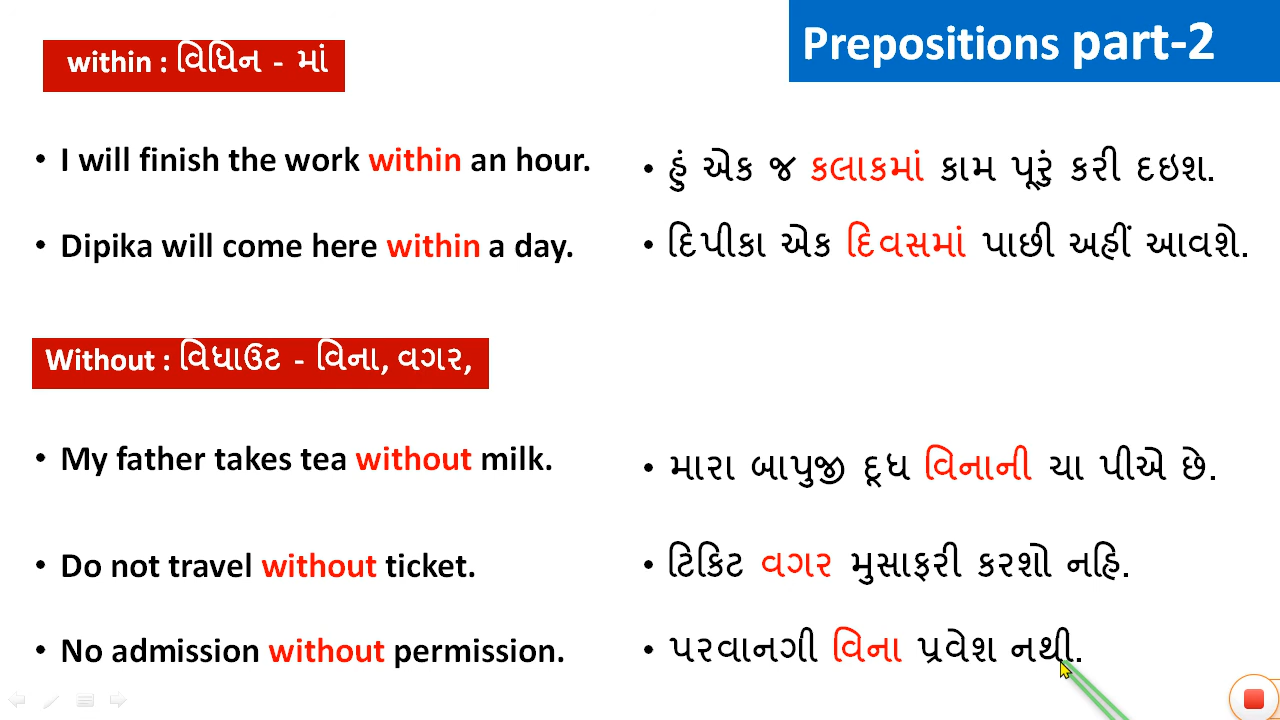 Prepositions part-2
within : વિધિન - માં
• I will finish the work within an hour.
• હું એક જ કલાકમાં કામ પૂરું કરી દઇશ.
• Dipika will come here within a day.
• દિપીકા એક દિવસમાં પાછી અહીં આવશે.
Without : વિધાઉટ - વિના, વગર,
• My father takes tea without milk.
• મારા બાપુજી દૂધ વિનાની ચા પીએ છે.
• Do not travel without ticket.
• ટિકિટ વગર મુસાફરી કરશો નહિ.
• No admission without permission.
• પરવાનગી વિના પ્રવેશ નથી.